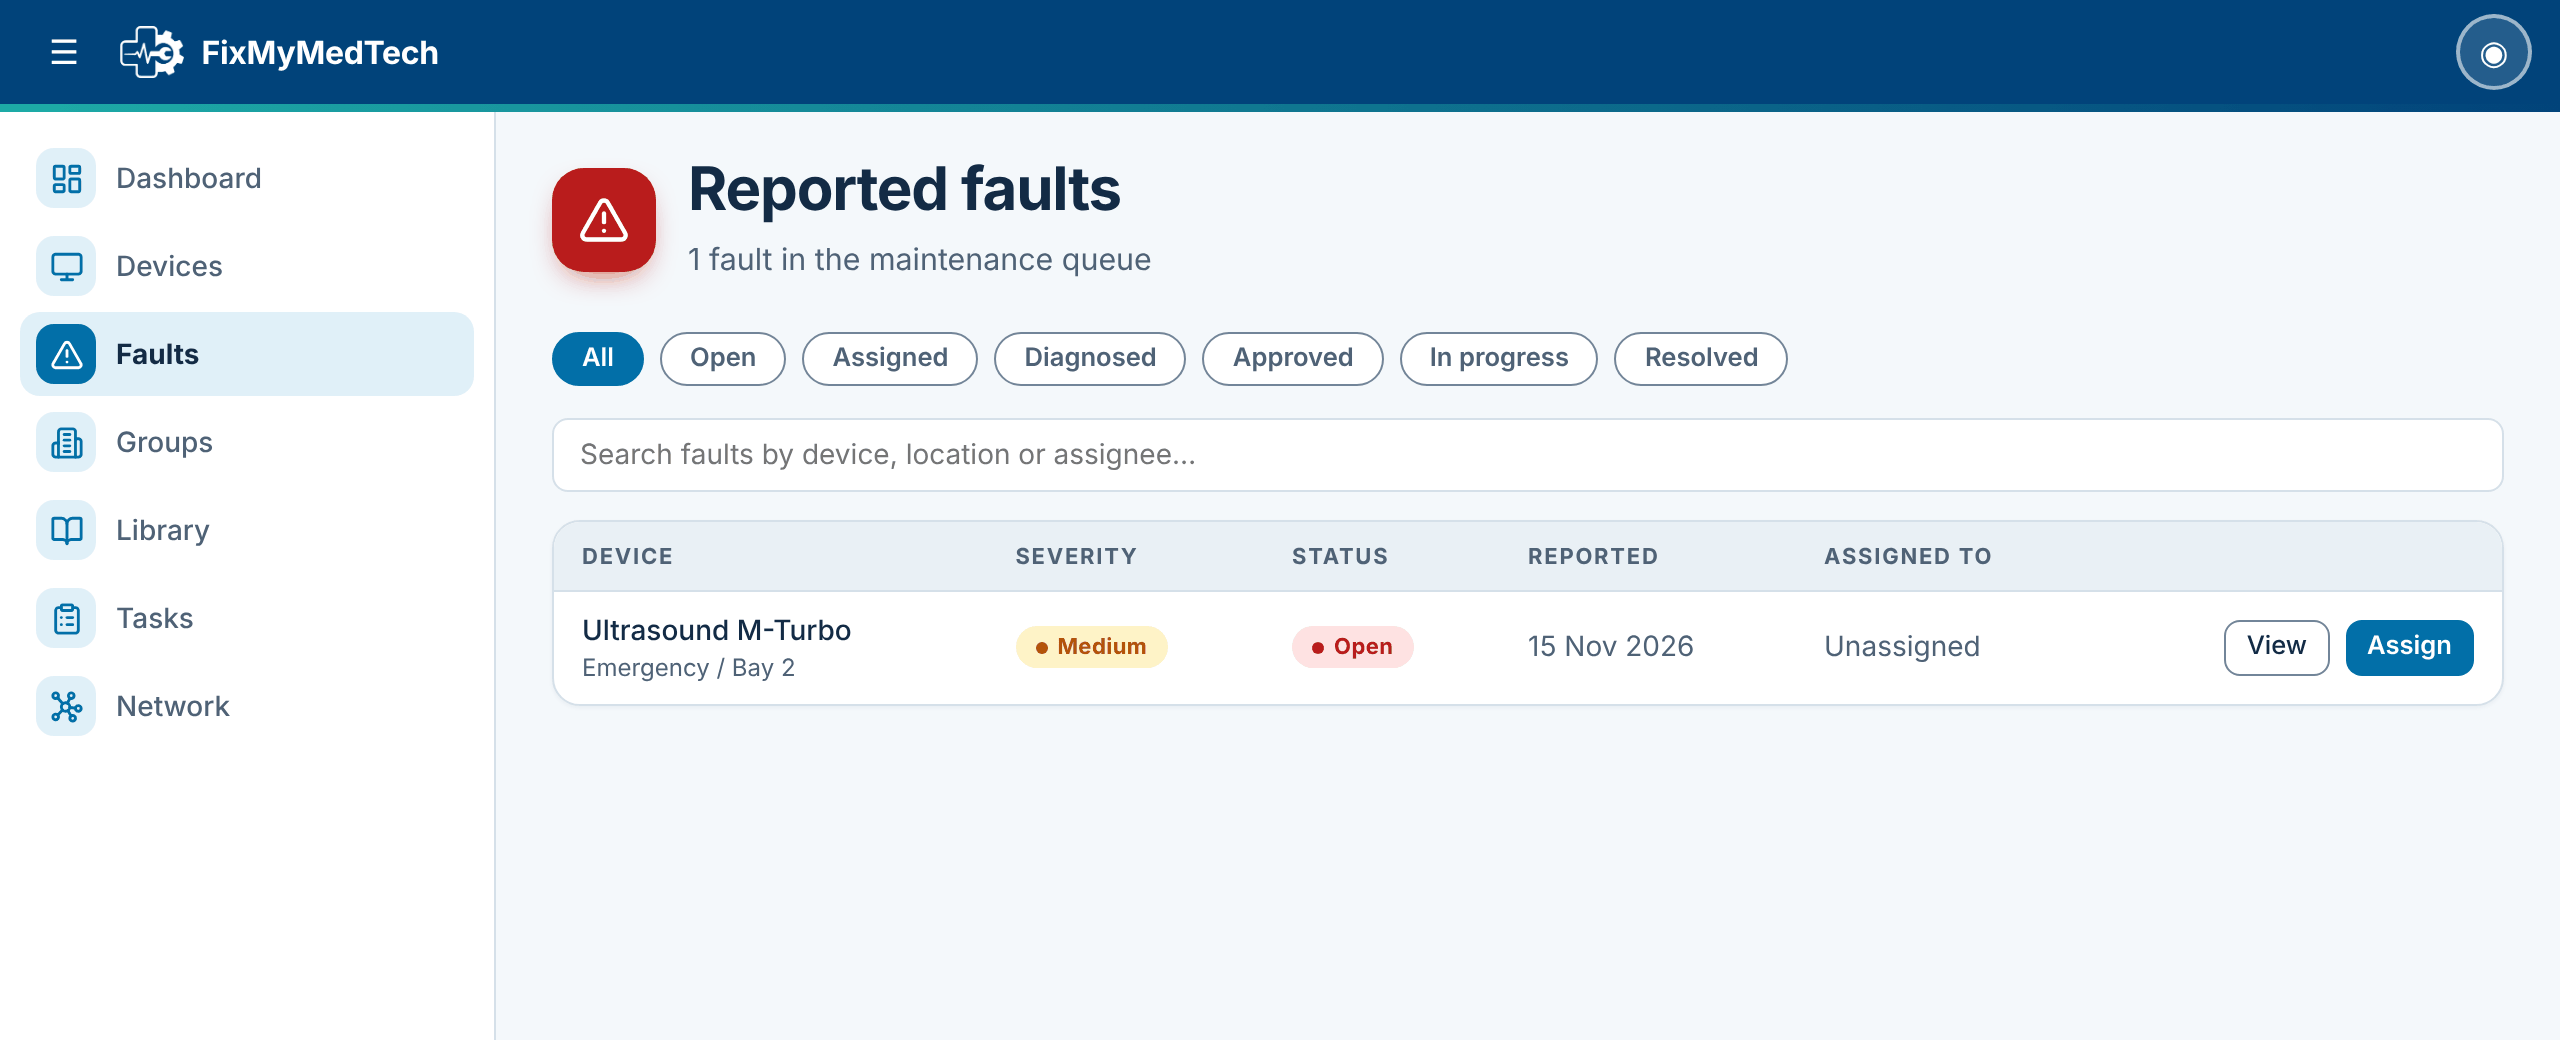 FixMyMedTech
Dashboard
Devices
Faults
Groups
Library
Tasks
Network
Reported faults
1 fault in the maintenance queue
All Open Assigned Diagnosed Approved In progress Resolved
Search faults by device, location or assignee...
DEVICE SEVERITY STATUS REPORTED ASSIGNED TO
Ultrasound M-Turbo
Emergency / Bay 2
Medium Open 15 Nov 2026 Unassigned View Assign